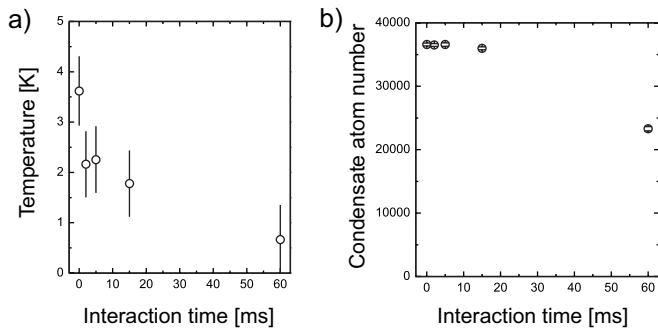 a)
Temperature [K]
5
4
3
2
1
0
0 10 20 30 40 50 60
Interaction time [ms]
b)
Condensate atom number
40000
30000
20000
10000
0
0 10 20 30 40 50 60
Interaction time [ms]